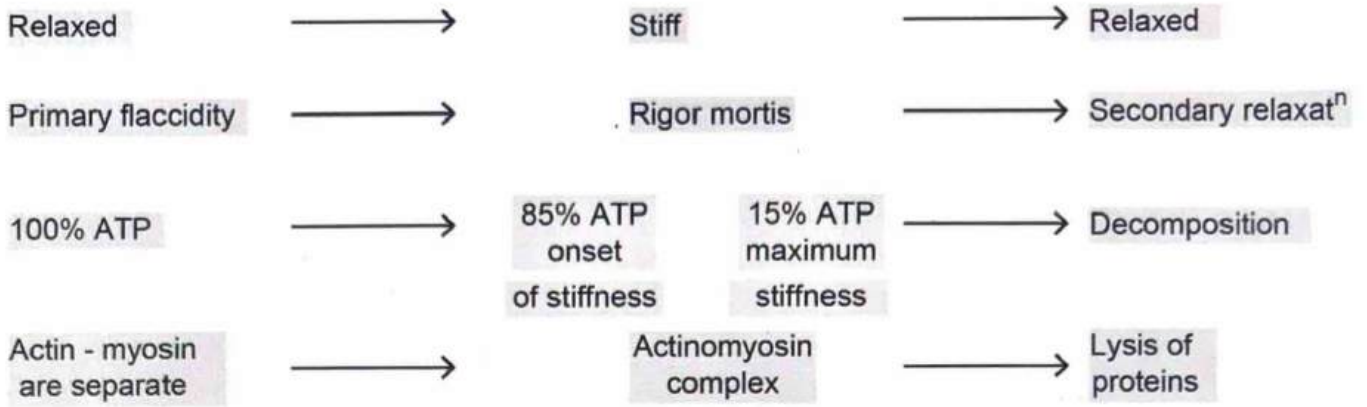 Relaxed → Stiff → Relaxed
Primary flaccidity → Rigor mortis → Secondary relaxatⁿ
100% ATP → 85% ATP 15% ATP → Decomposition
onset maximum
of stiffness stiffness
Actin - myosin → Actinomyosin → Lysis of
are separate complex proteins